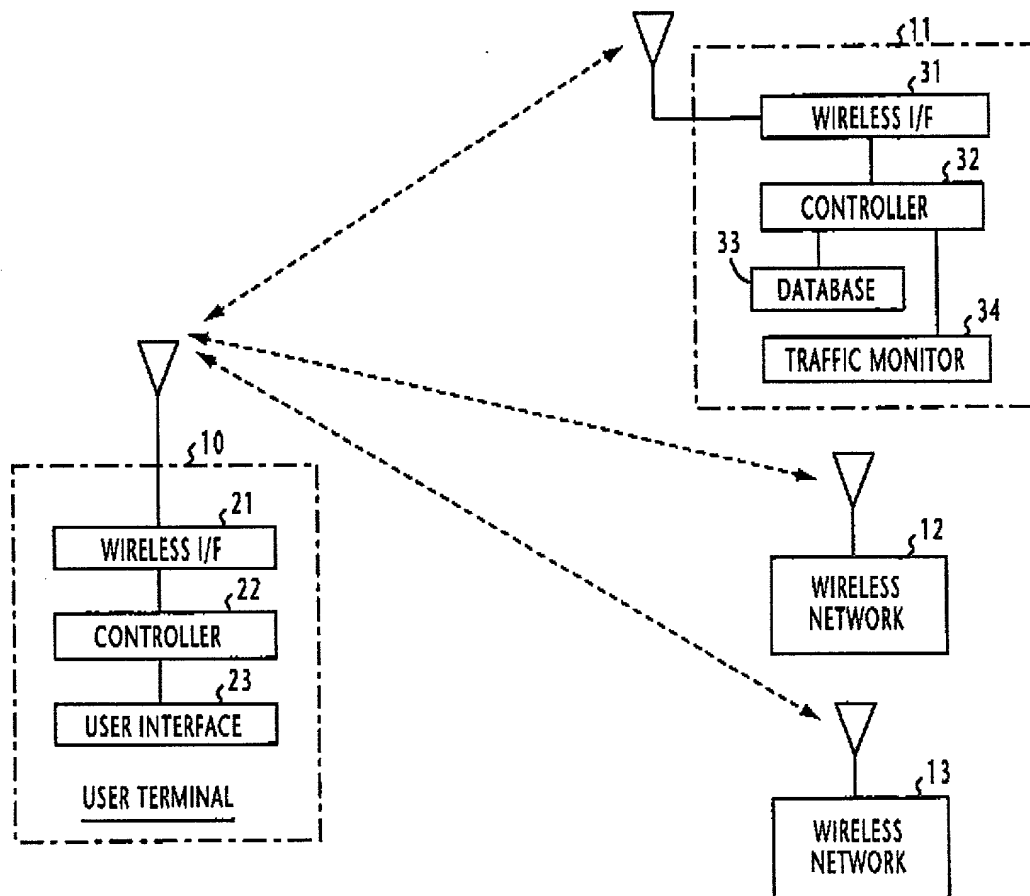 11
31
WIRELESS I/F
32
CONTROLLER
33
DATABASE
34
TRAFFIC MONITOR
10
21
WIRELESS I/F
22
CONTROLLER
23
USER INTERFACE
USER TERMINAL
12
WIRELESS
NETWORK
13
WIRELESS
NETWORK